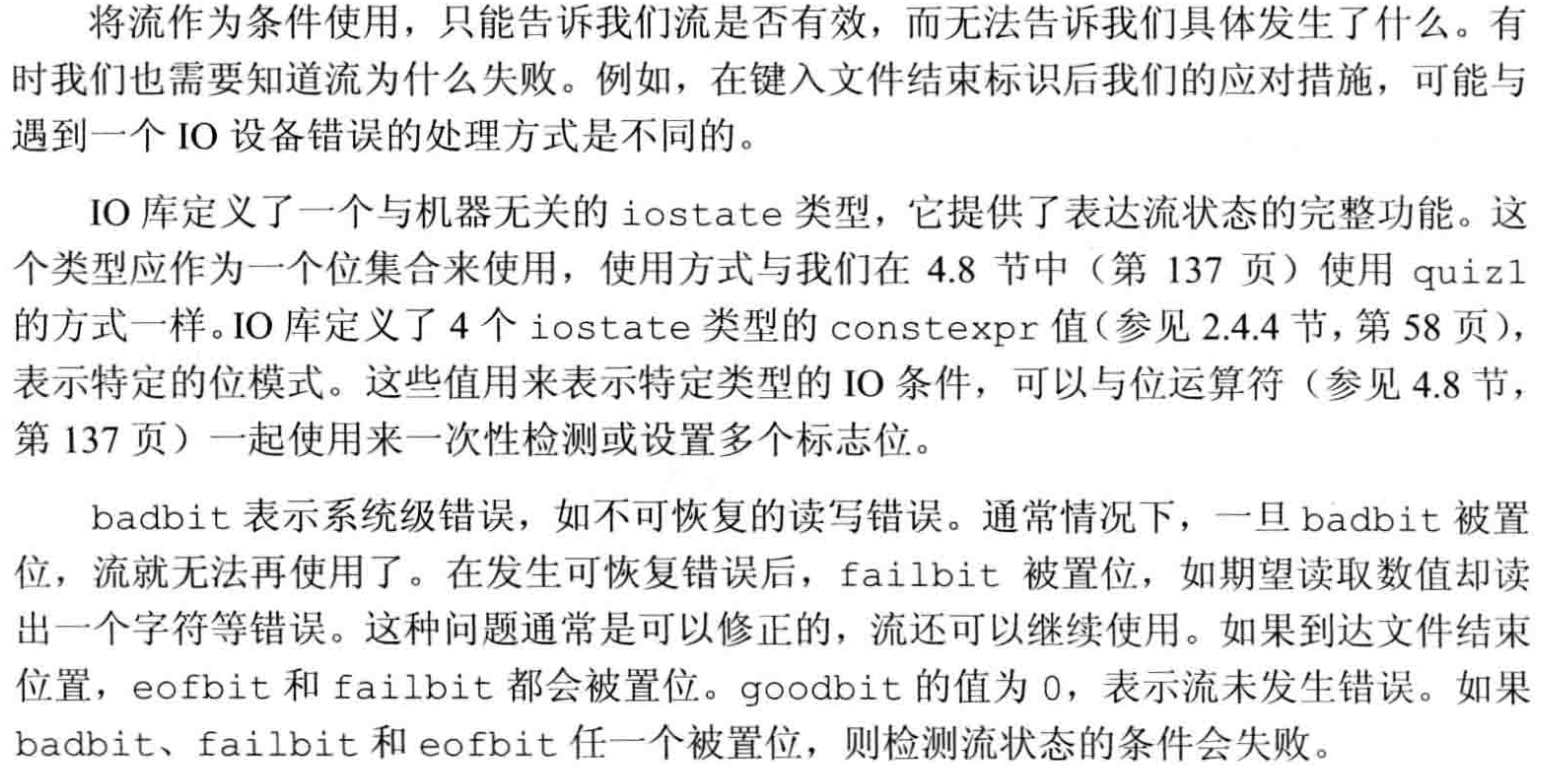 将流作为条件使用，只能告诉我们流是否有效，而无法告诉我们具体发生了什么。有
时我们也需要知道流为什么失败。例如，在键入文件结束标识后我们的应对措施，可能与
遇到一个 IO 设备错误的处理方式是不同的。
IO 库定义了一个与机器无关的 iostate 类型，它提供了表达流状态的完整功能。这
个类型应作为一个位集合来使用，使用方式与我们在 4.8 节中（第 137 页）使用 quiz1
的方式一样。IO 库定义了 4 个 iostate 类型的 constexpr 值（参见 2.4.4 节，第 58 页），
表示特定的位模式。这些值用来表示特定类型的 IO 条件，可以与位运算符（参见 4.8 节，
第 137 页）一起使用来一次性检测或设置多个标志位。
badbit 表示系统级错误，如不可恢复的读写错误。通常情况下，一旦 badbit 被置
位，流就无法再使用了。在发生可恢复错误后，failbit 被置位，如期望读取数值却读
出一个字符等错误。这种问题通常是可以修正的，流还可以继续使用。如果到达文件结束
位置，eofbit 和 failbit 都会被置位。goodbit 的值为 0，表示流未发生错误。如果
badbit、failbit 和 eofbit 任一个被置位，则检测流状态的条件会失败。